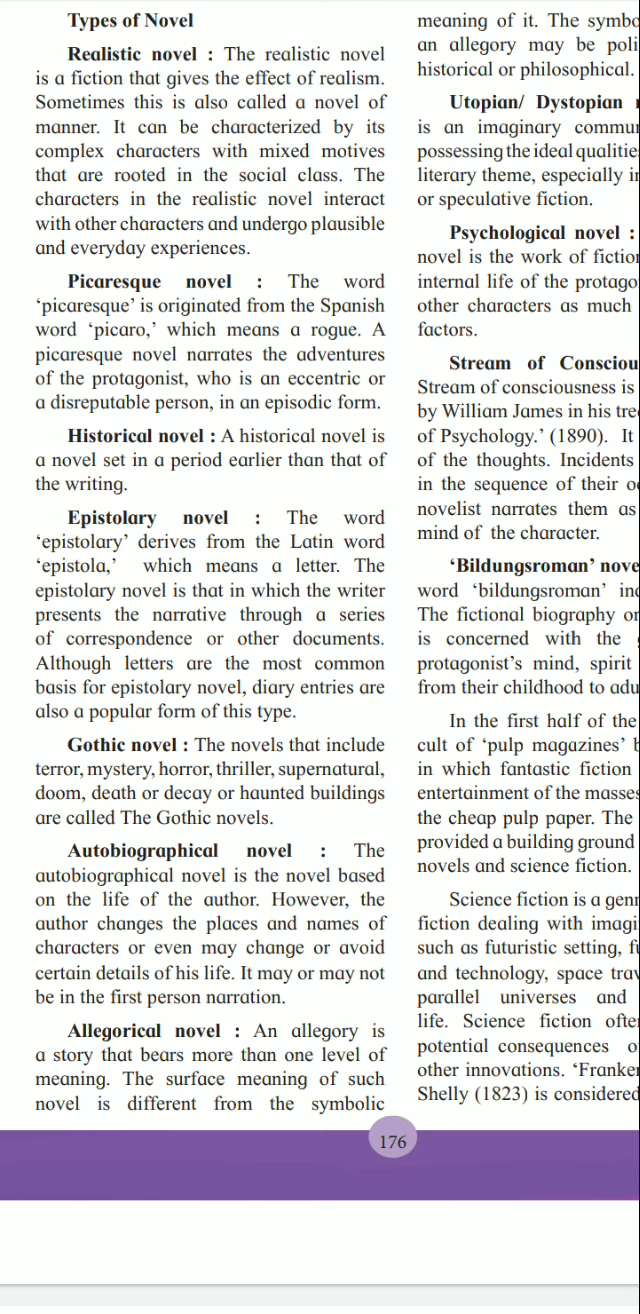 Types of Novel
Realistic novel : The realistic novel
is a fiction that gives the effect of realism.
Sometimes this is also called a novel of
manner. It can be characterized by its
complex characters with mixed motives
that are rooted in the social class. The
characters in the realistic novel interact
with other characters and undergo plausible
and everyday experiences.
Picaresque novel : The word
‘picaresque’ is originated from the Spanish
word ‘picaro,’ which means a rogue. A
picaresque novel narrates the adventures
of the protagonist, who is an eccentric or
a disreputable person, in an episodic form.
Historical novel : A historical novel is
a novel set in a period earlier than that of
the writing.
Epistolary novel : The word
‘epistolary’ derives from the Latin word
‘epistola,’ which means a letter. The
epistolary novel is that in which the writer
presents the narrative through a series
of correspondence or other documents.
Although letters are the most common
basis for epistolary novel, diary entries are
also a popular form of this type.
Gothic novel : The novels that include
terror, mystery, horror, thriller, supernatural,
doom, death or decay or haunted buildings
are called The Gothic novels.
Autobiographical novel : The
autobiographical novel is the novel based
on the life of the author. However, the
author changes the places and names of
characters or even may change or avoid
certain details of his life. It may or may not
be in the first person narration.
Allegorical novel : An allegory is
a story that bears more than one level of
meaning. The surface meaning of such
novel is different from the symbolic
meaning of it. The symbo
an allegory may be poli
historical or philosophical.
Utopian/ Dystopian
is an imaginary commu
possessing the ideal qualitie
literary theme, especially i
or speculative fiction.
Psychological novel :
novel is the work of fictio
internal life of the protago
other characters as much
factors.
Stream of Consciou
Stream of consciousness is
by William James in his tre
of Psychology.’ (1890). It
of the thoughts. Incidents
in the sequence of their o
novelist narrates them as
mind of the character.
‘Bildungsroman’ nove
word ‘bildungsroman’ in
The fictional biography or
is concerned with the
protagonist’s mind, spirit
from their childhood to adu
In the first half of the
cult of ‘pulp magazines’ b
in which fantastic fiction
entertainment of the masses
the cheap pulp paper. The
provided a building ground
novels and science fiction.
Science fiction is a gen
fiction dealing with imagi
such as futuristic setting, f
and technology, space trav
parallel universes and
life. Science fiction ofte
potential consequences o
other innovations. ‘Franke
Shelly (1823) is considered
176